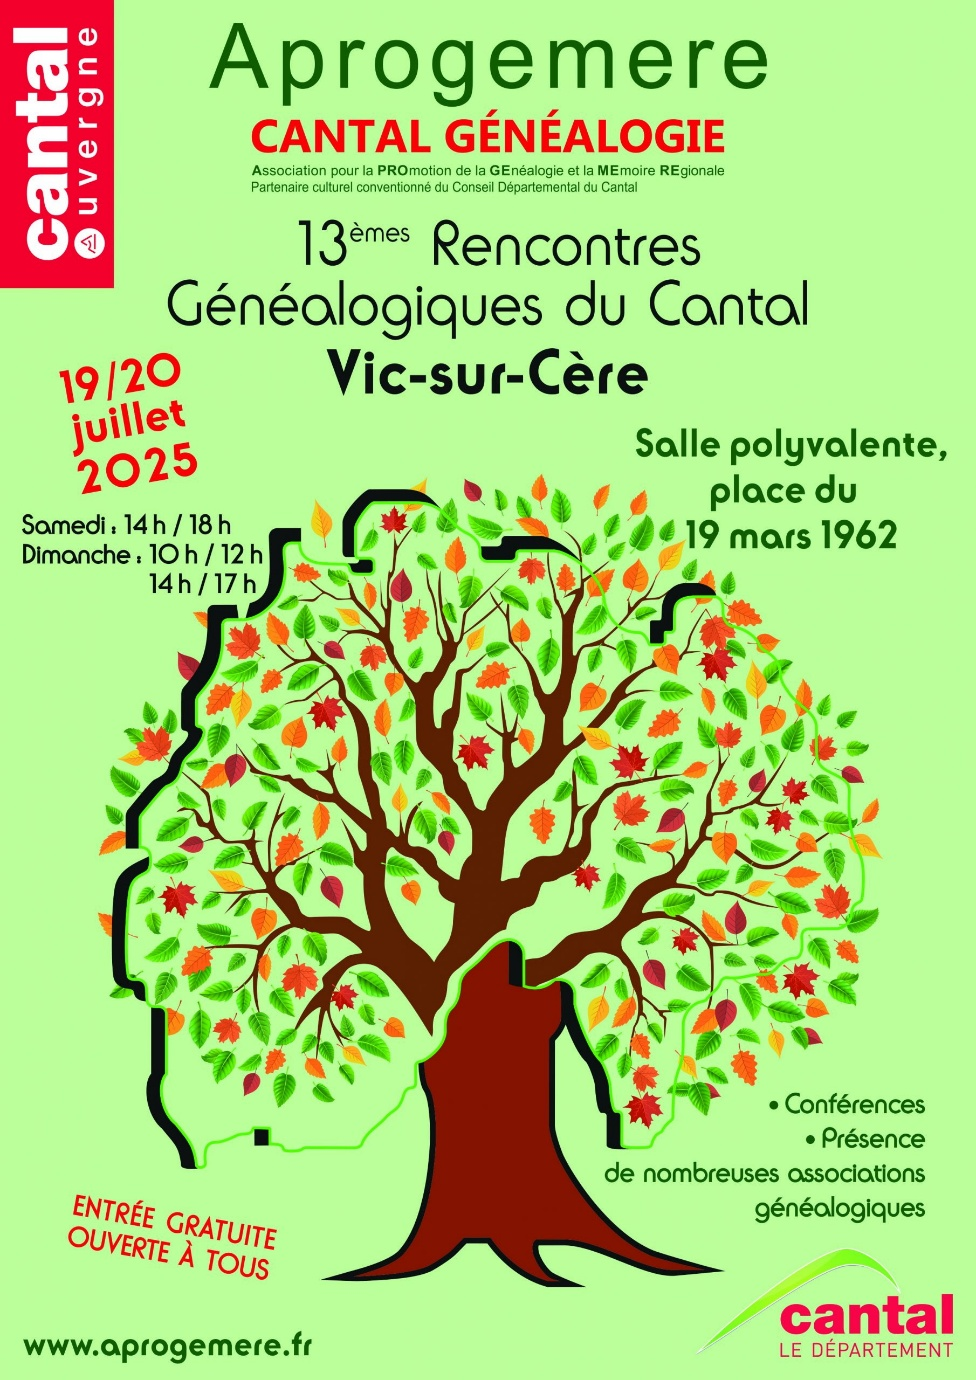 cantal
Auvergne
Aprogemere
CANTAL GÉNÉALOGIE
Association pour la PROmotion de la GEnéalogie et la MEmoire REgionale
Partenaire culturel conventionné du Conseil Départemental du Cantal
13èmes Rencontres
Généalogiques du Cantal
Vic-sur-Cère
19/20
juillet
2025
Salle polyvalente,
place du
19 mars 1962
Samedi : 14 h / 18 h
Dimanche : 10 h / 12 h
14 h / 17 h
• Conférences
• Présence
de nombreuses associations
généalogiques
ENTRÉE GRATUITE
OUVERTE À TOUS
www.aprogemere.fr
cantal
LE DÉPARTEMENT